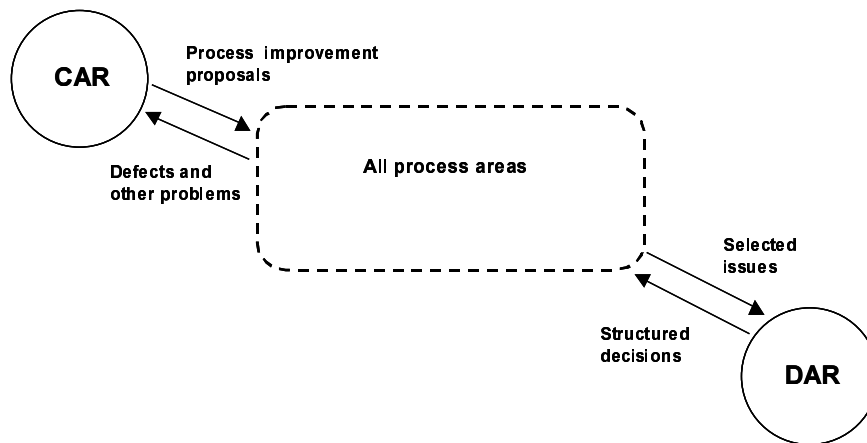 CAR
Process improvement
proposals
Defects and
other problems
All process areas
Selected
issues
Structured
decisions
DAR